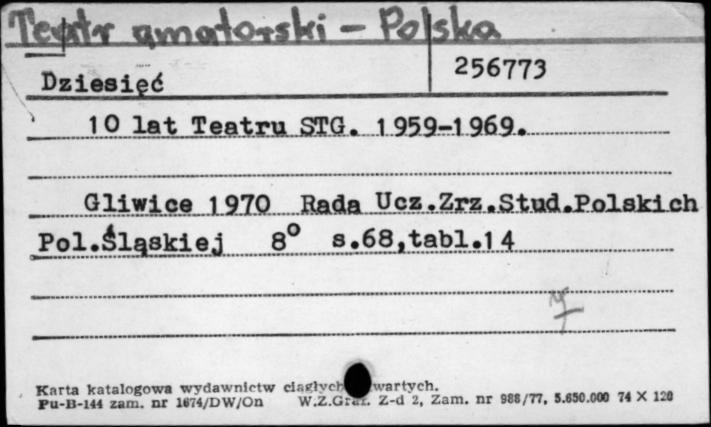 Teatr amatorski - Polska
Dziesięć 256773
10 lat Teatru STG. 1959-1969.
Gliwice 1970 Rada Ucz.Zrz.Stud.Polskich
Pol.Śląskiej 8° s.68,tabl.14
Karta katalogowa wydawnictw ciągłych wartych.
Pu-B-144 zam. nr 1674/DW/On W.Z.Graf. Z-d 2, Zam. nr 988/77, 5.650.000 74 X 120